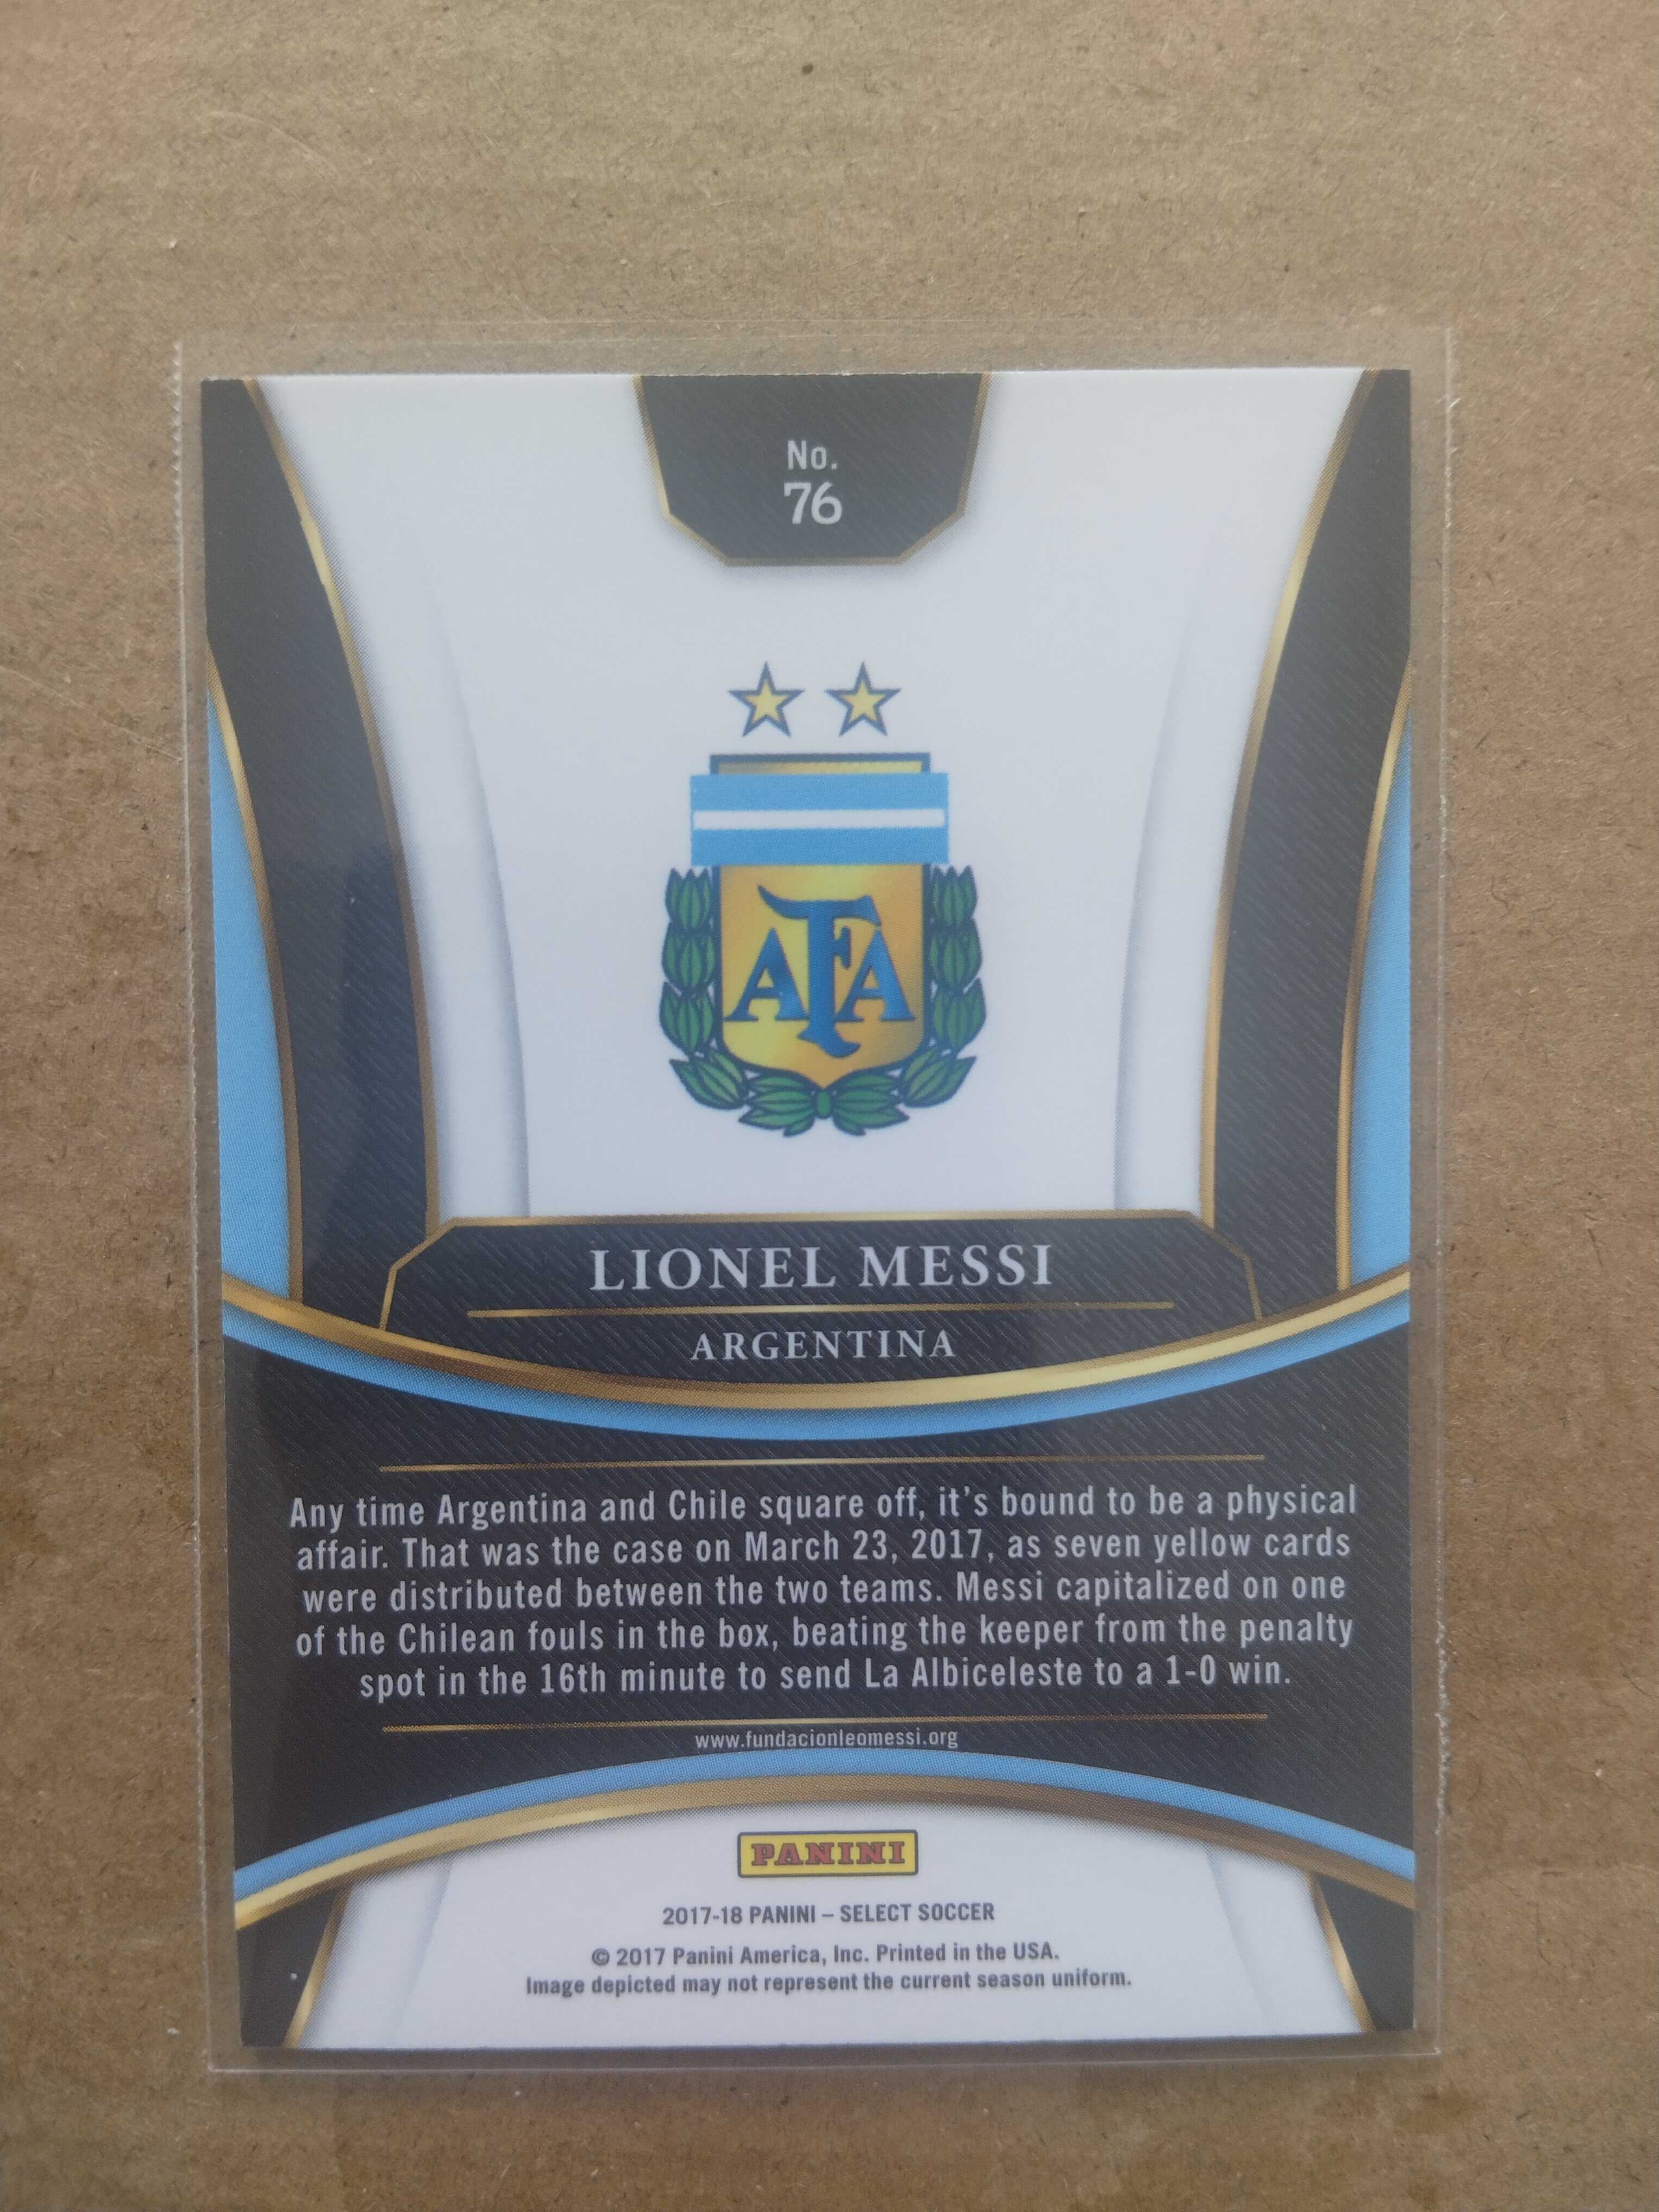 No.
76
AFA
LIONEL MESSI
ARGENTINA
Any time Argentina and Chile square off, it's bound to be a physical
affair. That was the case on March 23, 2017, as seven yellow cards
were distributed between the two teams. Messi capitalized on one
of the Chilean fouls in the box, beating the keeper from the penalty
spot in the 16th minute to send La Albiceleste to a 1-0 win.
www.fundacionleomessi.org
PANINI
2017-18 PANINI – SELECT SOCCER
© 2017 Panini America, Inc. Printed in the USA.
Image depicted may not represent the current season uniform.